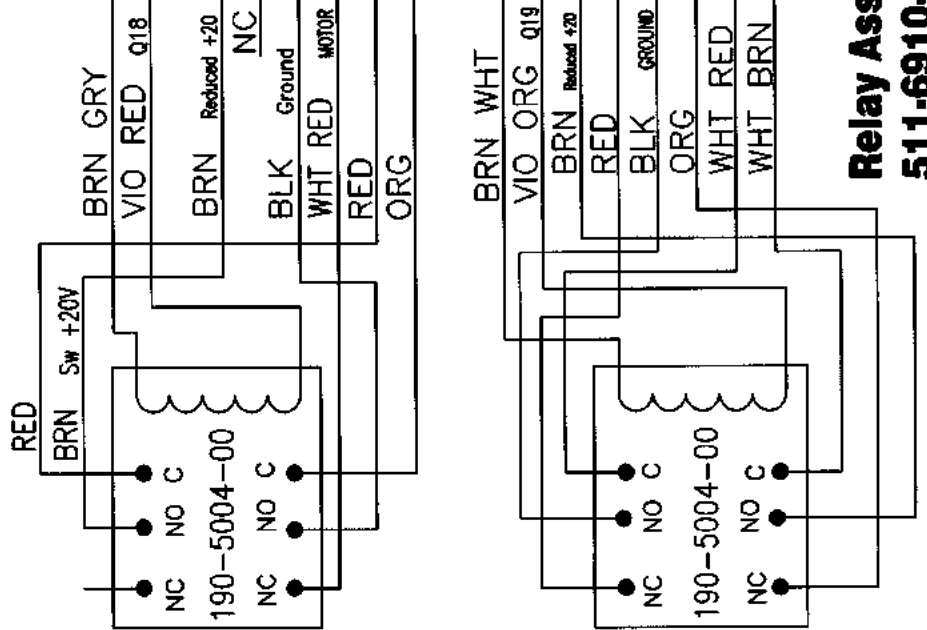 BRN GRY
VIO RED Q18
BRN Reduced +20
NC
BLK Ground
WHT RED MOTOR
RED
ORG
RED
BRN Sw +20V
NC NO C
190-5004-00
NC NO C
BRN WHT
VIO ORG Q19
BRN Reduced +20
RED
BLK GROUND
ORG
WHT RED
WHT BRN
NC NO C
190-5004-00
NC NO C
Relay Ass
511-6910-